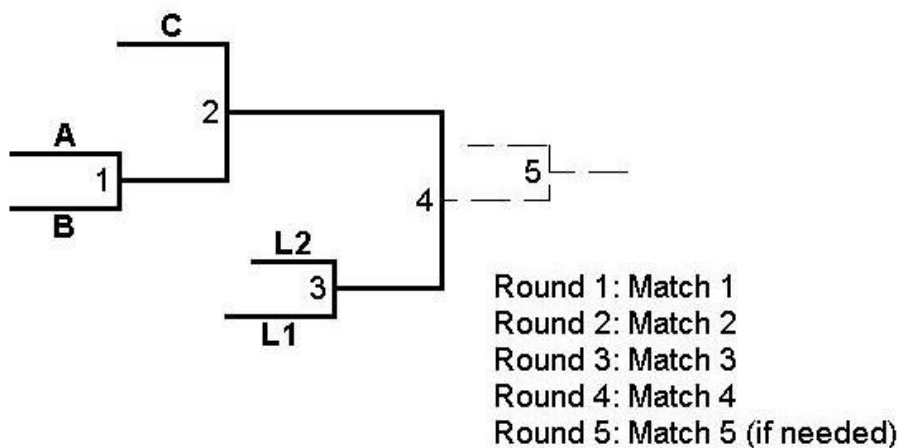 C
2
A
1
B
5
4
L2
3
L1
Round 1: Match 1
Round 2: Match 2
Round 3: Match 3
Round 4: Match 4
Round 5: Match 5 (if needed)